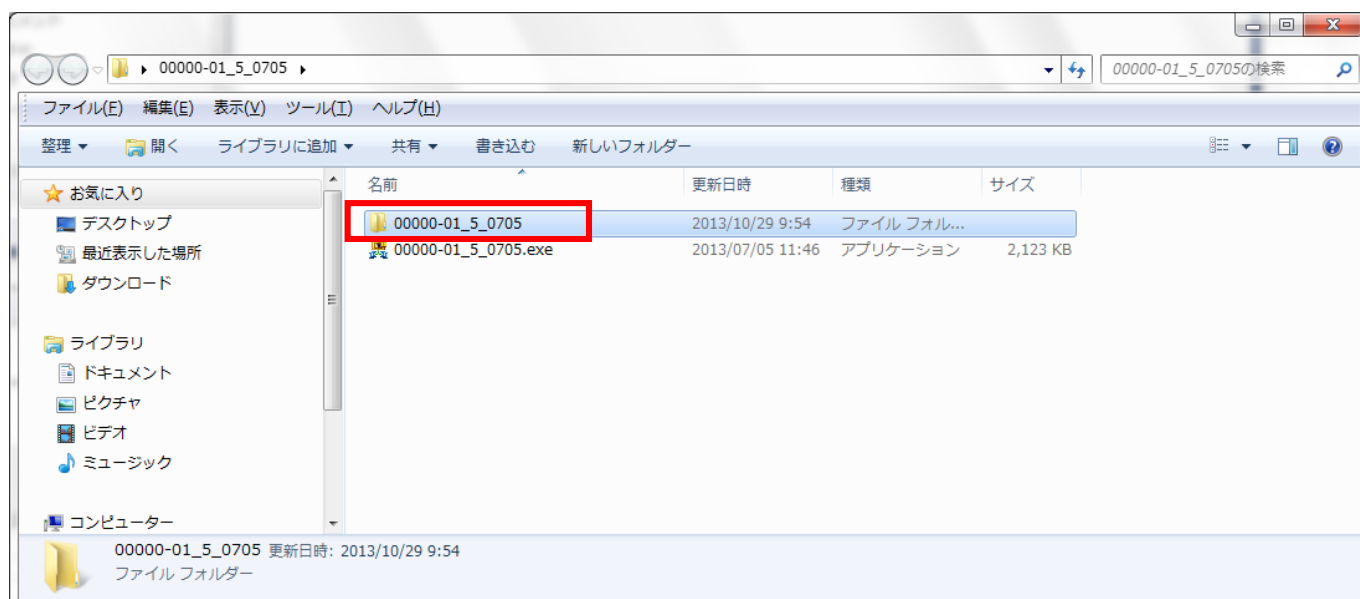 00000-01_5_0705
00000-01_5_0705の検索
ファイル(F) 編集(E) 表示(V) ツール(T) ヘルプ(H)
整理 開く ライブラリに追加 共有 書き込む 新しいフォルダー
お気に入り
デスクトップ
最近表示した場所
ダウンロード
ライブラリ
ドキュメント
ピクチャ
ビデオ
ミュージック
コンピューター
名前 更新日時 種類 サイズ
00000-01_5_0705 2013/10/29 9:54 ファイル フォル...
00000-01_5_0705.exe 2013/07/05 11:46 アプリケーション 2,123 KB
00000-01_5_0705 更新日時: 2013/10/29 9:54
ファイル フォルダー